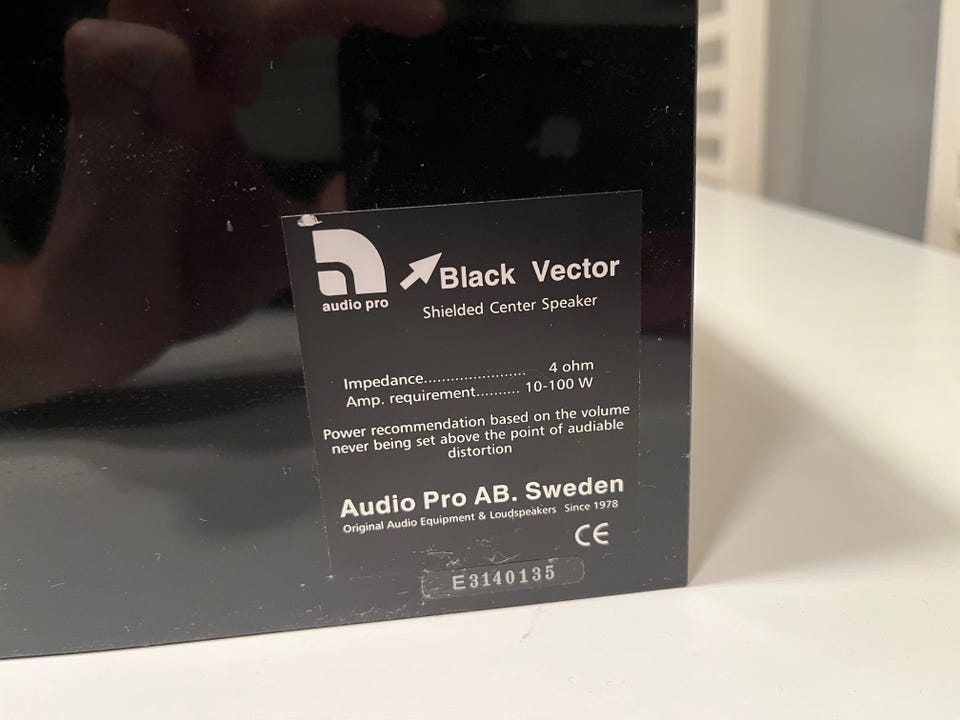 audio pro
Black Vector
Shielded Center Speaker
Impedance....................... 4 ohm
Amp. requirement.......... 10-100 W
Power recommendation based on the volume
never being set above the point of audiable
distortion
Audio Pro AB. Sweden
Original Audio Equipment & Loudspeakers Since 1978
CE
E3140135